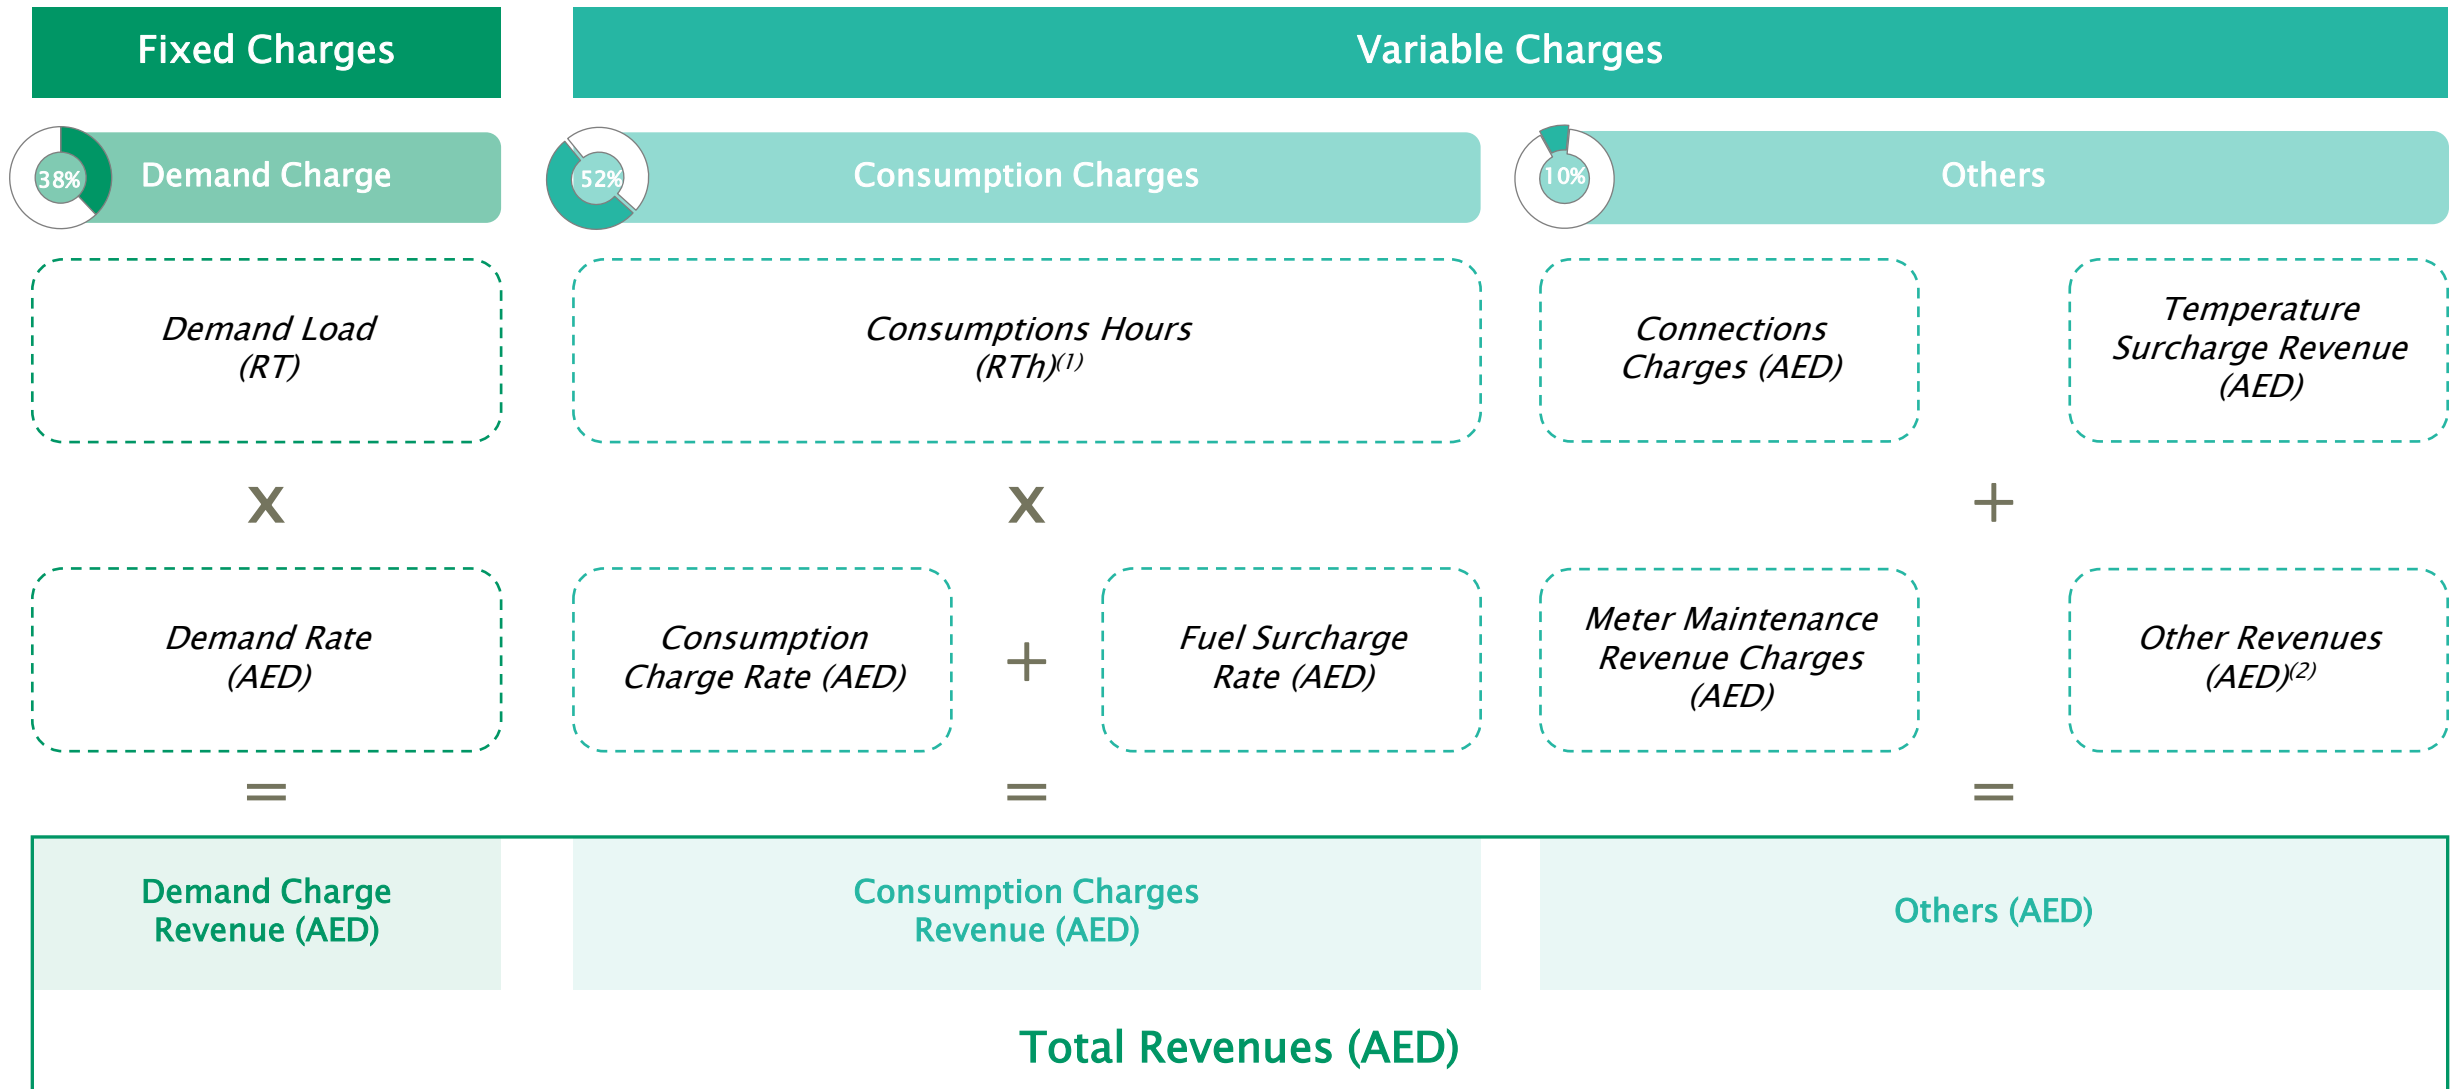 Fixed Charges
Variable Charges
38%
Demand Charge
52%
Consumption Charges
10%
Others
Demand Load
(RT)
Consumptions Hours
(RTh)(1)
Connections
Charges (AED)
Temperature
Surcharge Revenue
(AED)
x
x
+
Demand Rate
(AED)
Consumption
Charge Rate (AED)
+
Fuel Surcharge
Rate (AED)
Meter Maintenance
Revenue Charges
(AED)
Other Revenues
(AED)(2)
=
=
=
Demand Charge
Revenue (AED)
Consumption Charges
Revenue (AED)
Others (AED)
Total Revenues (AED)